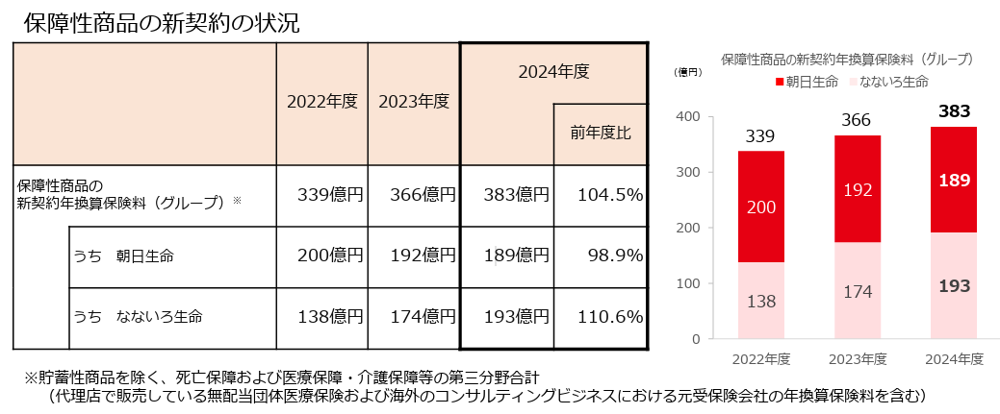 保障性商品の新契約の状況
2022年度
2023年度
2024年度
前年度比
保障性商品の
新契約年換算保険料（グループ）※
339億円
366億円
383億円
104.5%
うち　朝日生命
200億円
192億円
189億円
98.9%
うち　なないろ生命
138億円
174億円
193億円
110.6%
※貯蓄性商品を除く、死亡保障および医療保障・介護保障等の第三分野合計
（代理店で販売している無配当団体医療保険および海外のコンサルティングビジネスにおける元受保険会社の年換算保険料を含む）
保障性商品の新契約年換算保険料（グループ）
（億円）
朝日生命
なないろ生命
400
300
200
100
0
339
366
383
200
192
189
138
174
193
2022年度
2023年度
2024年度